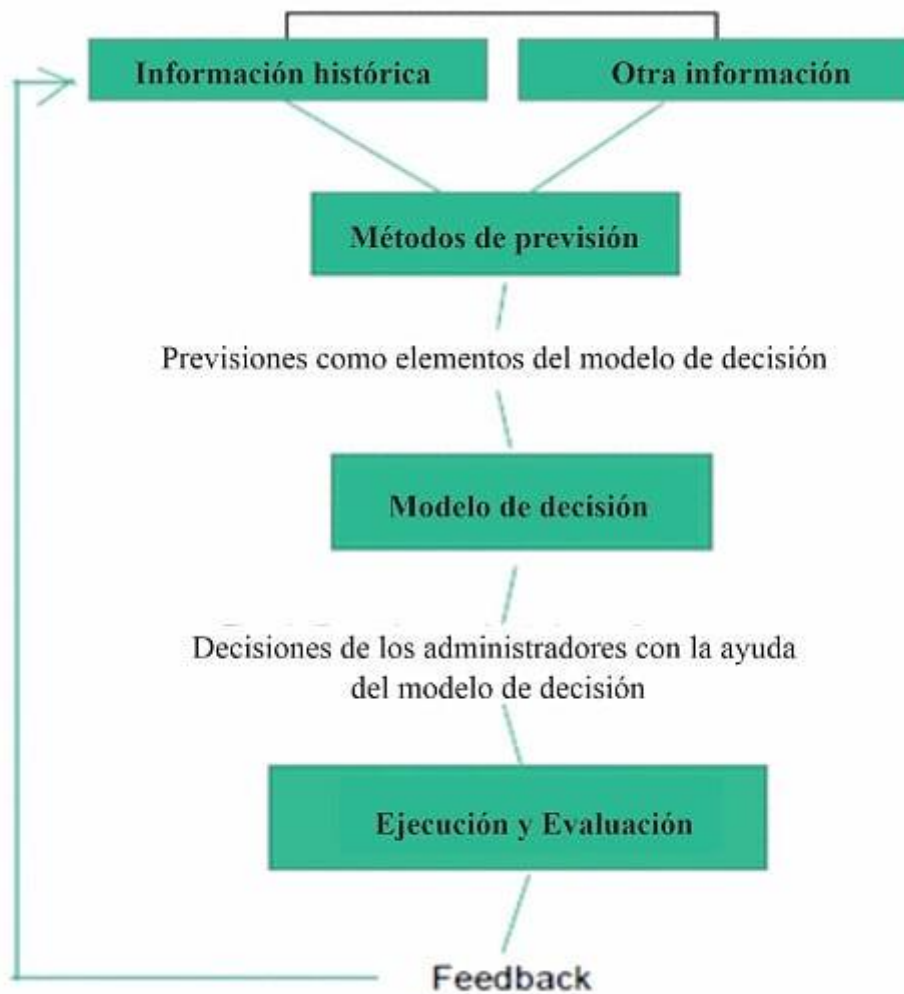 Información histórica
Otra información
Métodos de previsión
Previsiones como elementos del modelo de decisión
Modelo de decisión
Decisiones de los administradores con la ayuda
del modelo de decisión
Ejecución y Evaluación
Feedback